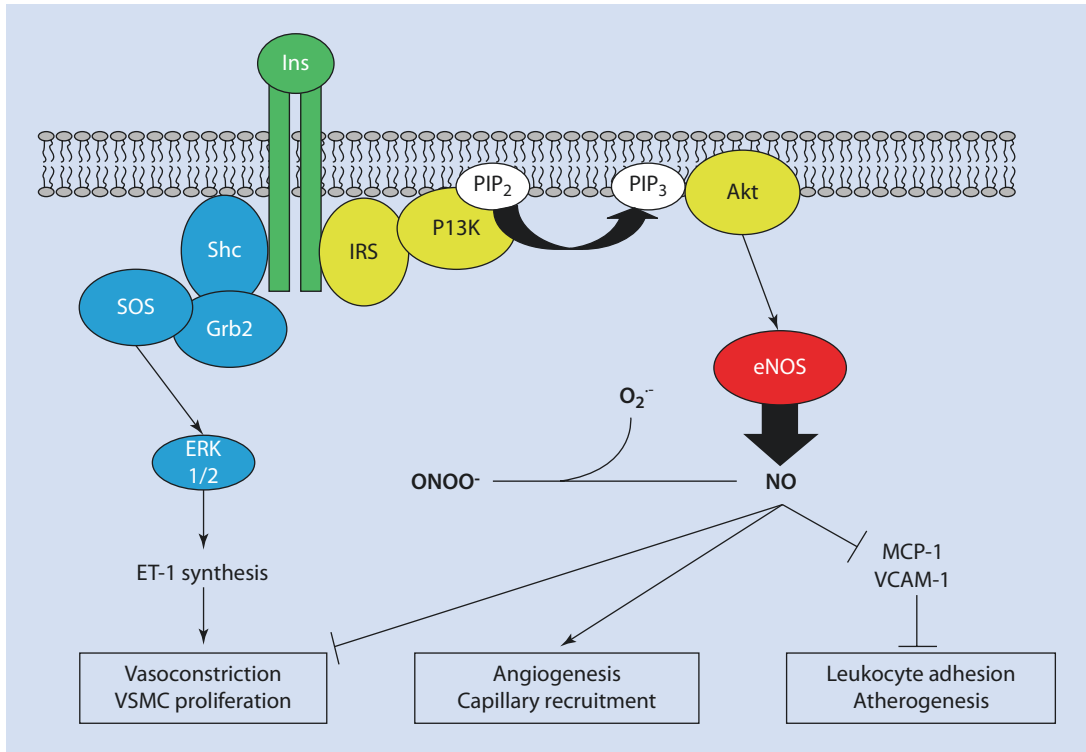 Ins
PIP₂
PIP₃
Akt
P13K
IRS
Shc
SOS
Grb2
eNOS
O₂˙⁻
ERK
1/2
ONOO⁻
NO
MCP-1
VCAM-1
ET-1 synthesis
Vasoconstriction
VSMC proliferation
Angiogenesis
Capillary recruitment
Leukocyte adhesion
Atherogenesis